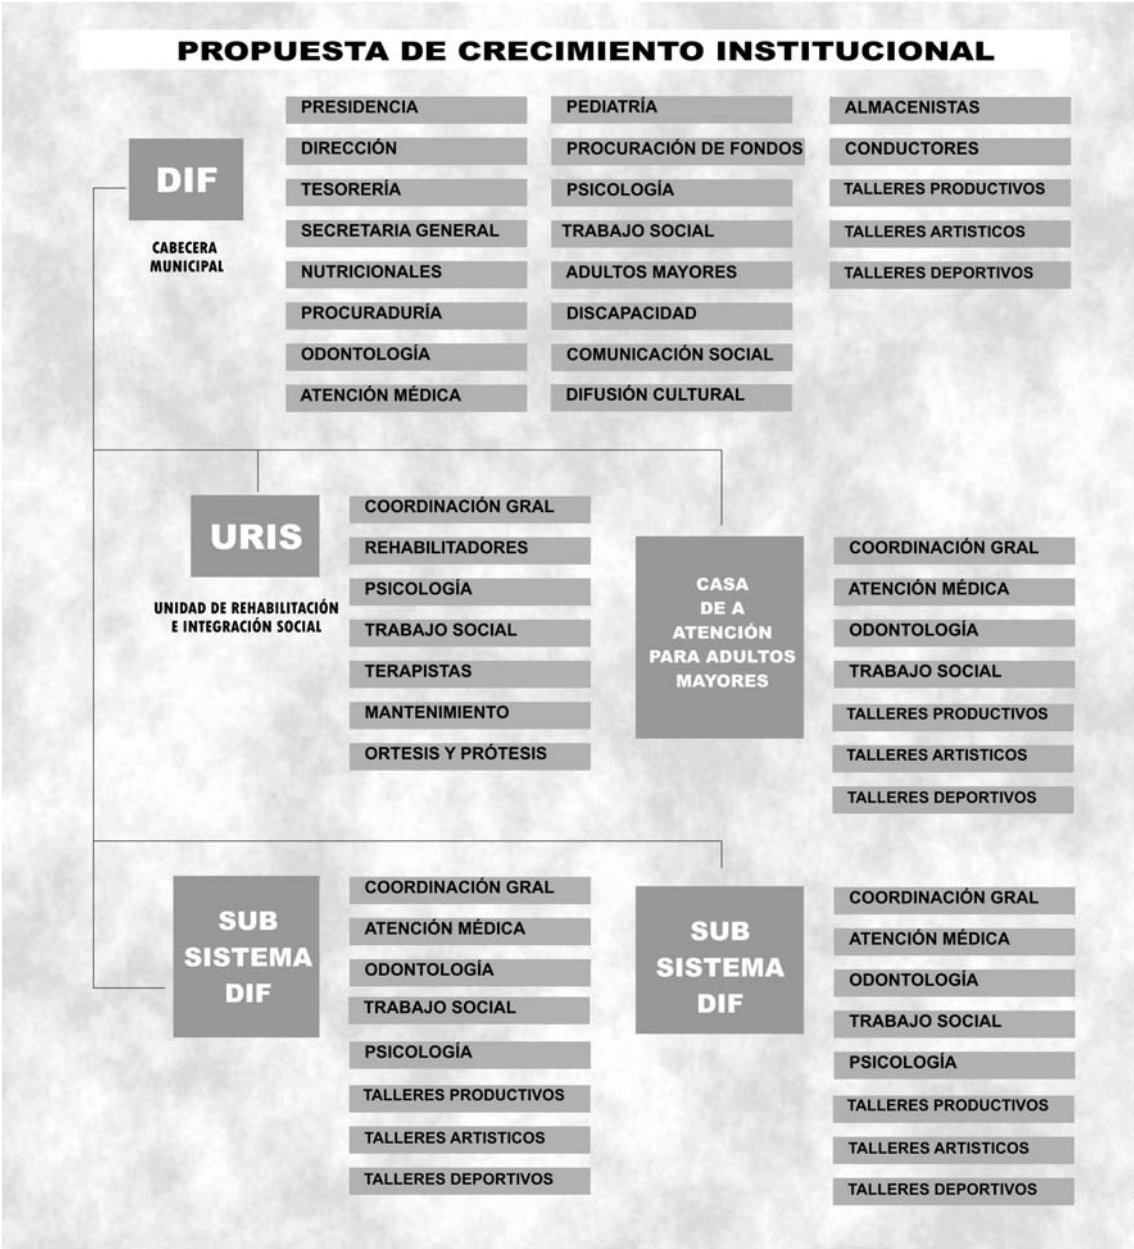 PROPUESTA DE CRECIMIENTO INSTITUCIONAL
DIF
CABECERA
MUNICIPAL
PRESIDENCIA
DIRECCIÓN
TESORERÍA
SECRETARIA GENERAL
NUTRICIONALES
PROCURADURÍA
ODONTOLOGÍA
ATENCIÓN MÉDICA
PEDIATRÍA
PROCURACIÓN DE FONDOS
PSICOLOGÍA
TRABAJO SOCIAL
ADULTOS MAYORES
DISCAPACIDAD
COMUNICACIÓN SOCIAL
DIFUSIÓN CULTURAL
ALMACENISTAS
CONDUCTORES
TALLERES PRODUCTIVOS
TALLERES ARTISTICOS
TALLERES DEPORTIVOS
URIS
UNIDAD DE REHABILITACIÓN
E INTEGRACIÓN SOCIAL
COORDINACIÓN GRAL
REHABILITADORES
PSICOLOGÍA
TRABAJO SOCIAL
TERAPISTAS
MANTENIMIENTO
ORTESIS Y PRÓTESIS
CASA
DE A
ATENCIÓN
PARA ADULTOS
MAYORES
COORDINACIÓN GRAL
ATENCIÓN MÉDICA
ODONTOLOGÍA
TRABAJO SOCIAL
TALLERES PRODUCTIVOS
TALLERES ARTISTICOS
TALLERES DEPORTIVOS
SUB
SISTEMA
DIF
COORDINACIÓN GRAL
ATENCIÓN MÉDICA
ODONTOLOGÍA
TRABAJO SOCIAL
PSICOLOGÍA
TALLERES PRODUCTIVOS
TALLERES ARTISTICOS
TALLERES DEPORTIVOS
SUB
SISTEMA
DIF
COORDINACIÓN GRAL
ATENCIÓN MÉDICA
ODONTOLOGÍA
TRABAJO SOCIAL
PSICOLOGÍA
TALLERES PRODUCTIVOS
TALLERES ARTISTICOS
TALLERES DEPORTIVOS